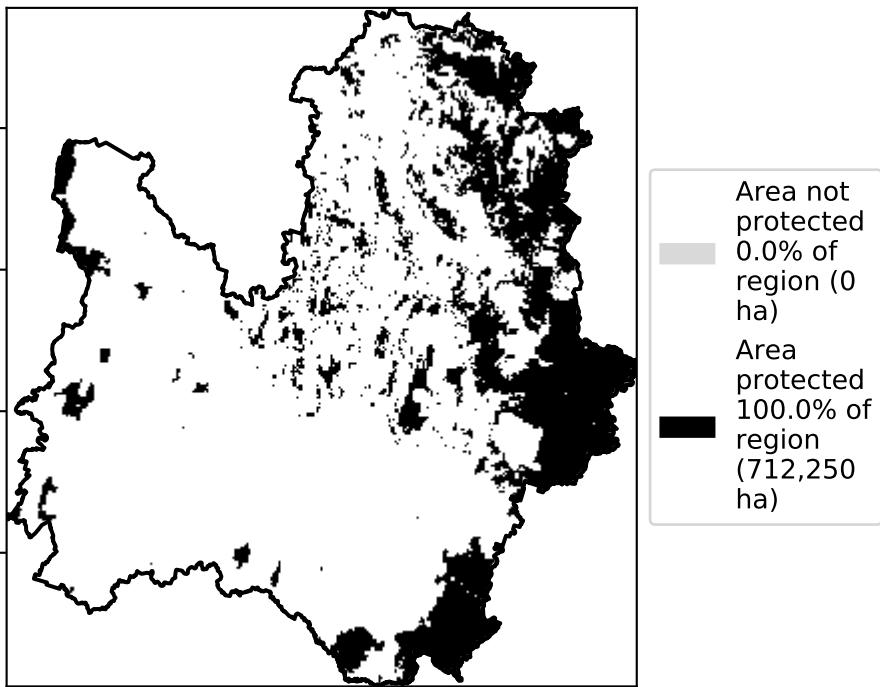 Area not
protected
0.0% of
region (0
ha)
Area
protected
100.0% of
region
(712,250
ha)